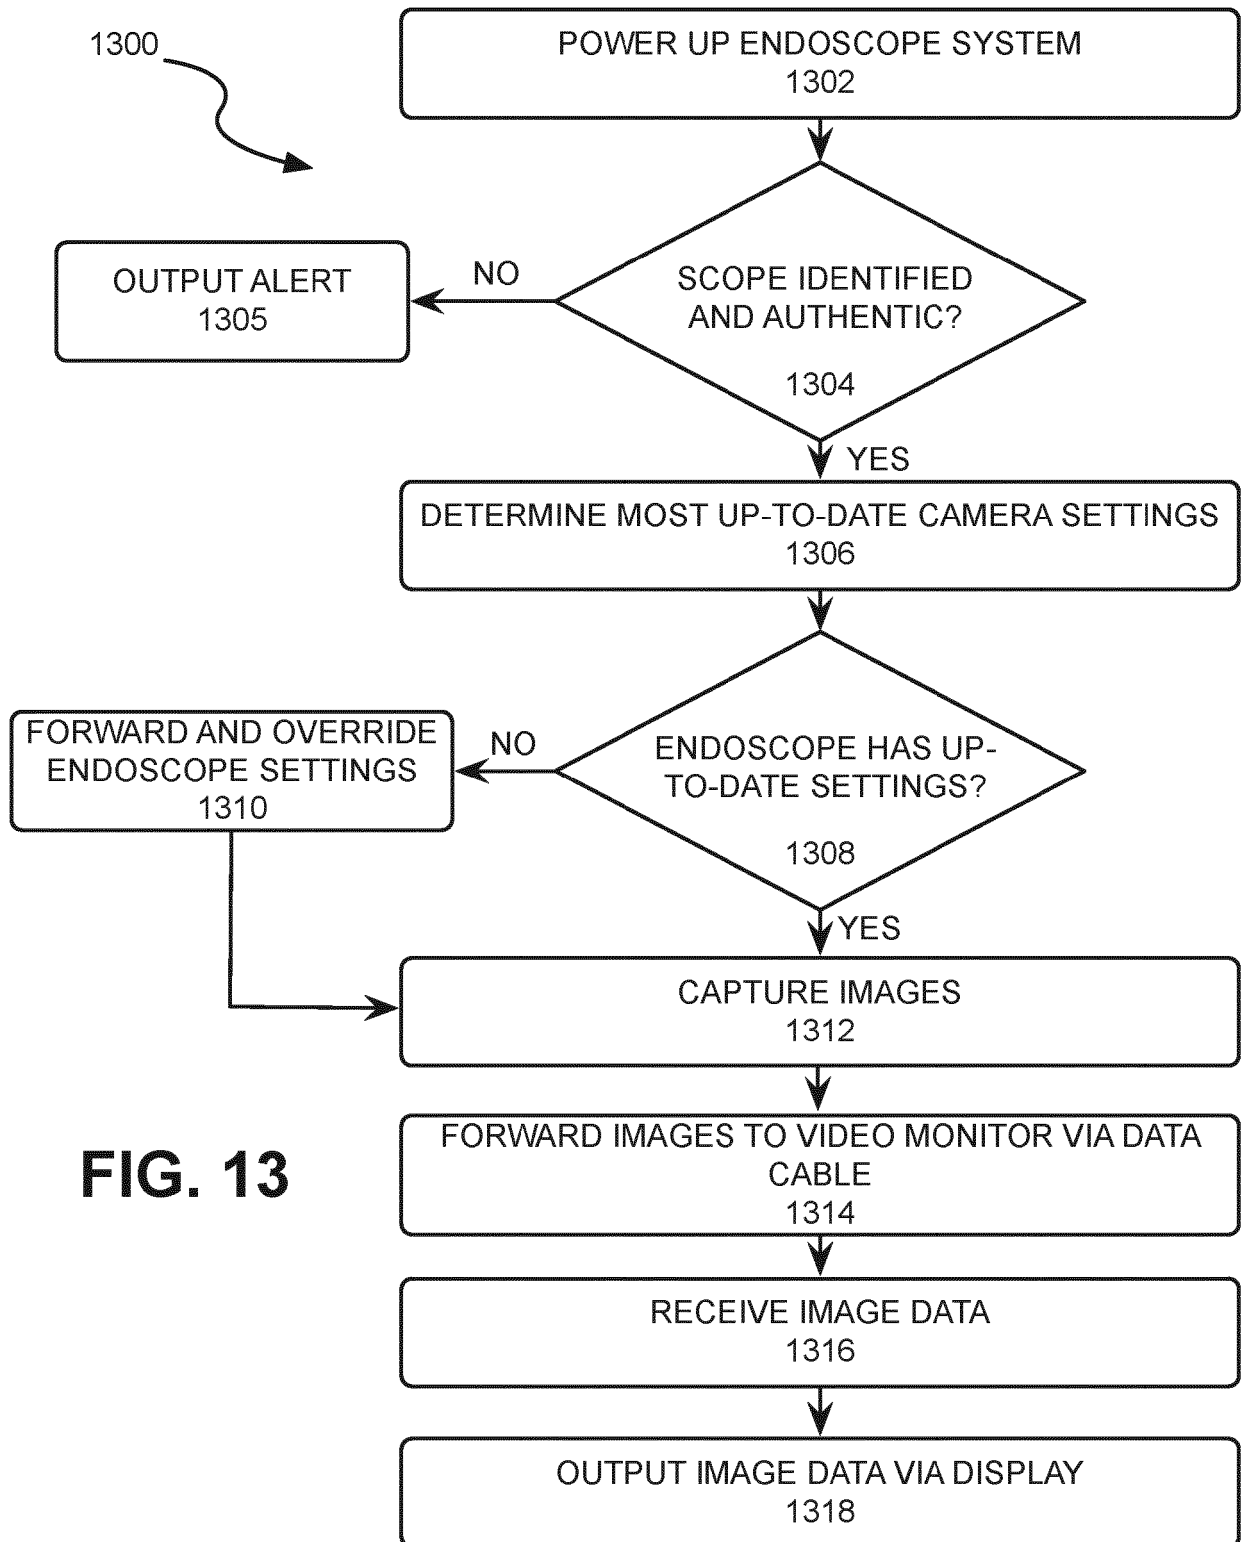 1300
POWER UP ENDOSCOPE SYSTEM
1302
SCOPE IDENTIFIED
AND AUTHENTIC?
1304
NO
OUTPUT ALERT
1305
YES
DETERMINE MOST UP-TO-DATE CAMERA SETTINGS
1306
ENDOSCOPE HAS UP-
TO-DATE SETTINGS?
1308
NO
FORWARD AND OVERRIDE
ENDOSCOPE SETTINGS
1310
YES
CAPTURE IMAGES
1312
FORWARD IMAGES TO VIDEO MONITOR VIA DATA
CABLE
1314
RECEIVE IMAGE DATA
1316
OUTPUT IMAGE DATA VIA DISPLAY
1318
FIG. 13